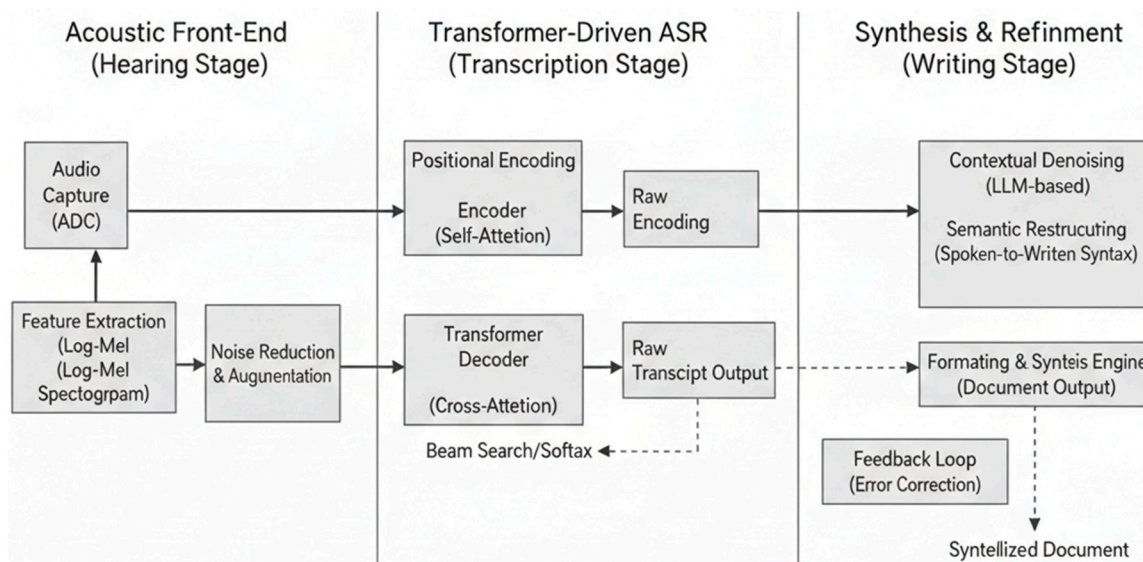 Acoustic Front-End
(Hearing Stage)
Transformer-Driven ASR
(Transcription Stage)
Synthesis & Refinment
(Writing Stage)
Audio
Capture
(ADC)
Feature Extraction
(Log-Mel
(Log-Mel
Spectogrpam)
Noise Reduction
& Augnentation
Positional Encoding
Encoder
(Self-Attetion)
Raw
Encoding
Transformer
Decoder
(Cross-Attetion)
Raw
Transcipt Output
Beam Search/Softax
Contextual Denoising
(LLM-based)
Semantic Restrucuting
(Spoken-to-Writen Syntax)
Formating & Synteis Engine
(Document Output)
Feedback Loop
(Error Correction)
Syntellized Document